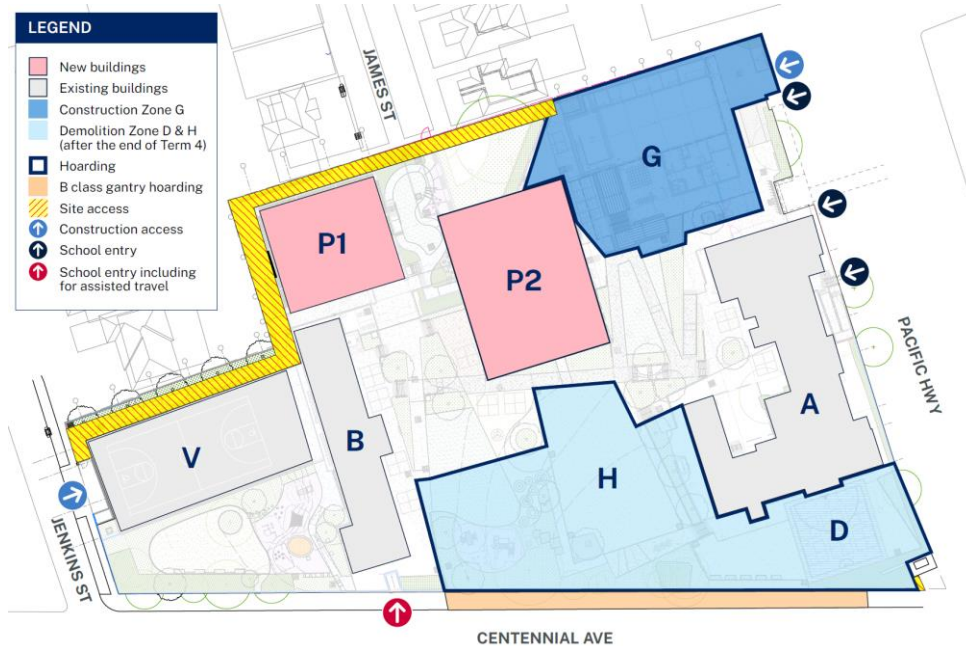 LEGEND
New buildings
Existing buildings
Construction Zone G
Demolition Zone D & H
(after the end of Term 4)
Hoarding
B class gantry hoarding
Site access
Construction access
School entry
School entry including
for assisted travel
JAMES ST
G
P1
P2
PACIFIC HWY
A
B
V
H
D
JENKINS ST
CENTENNIAL AVE